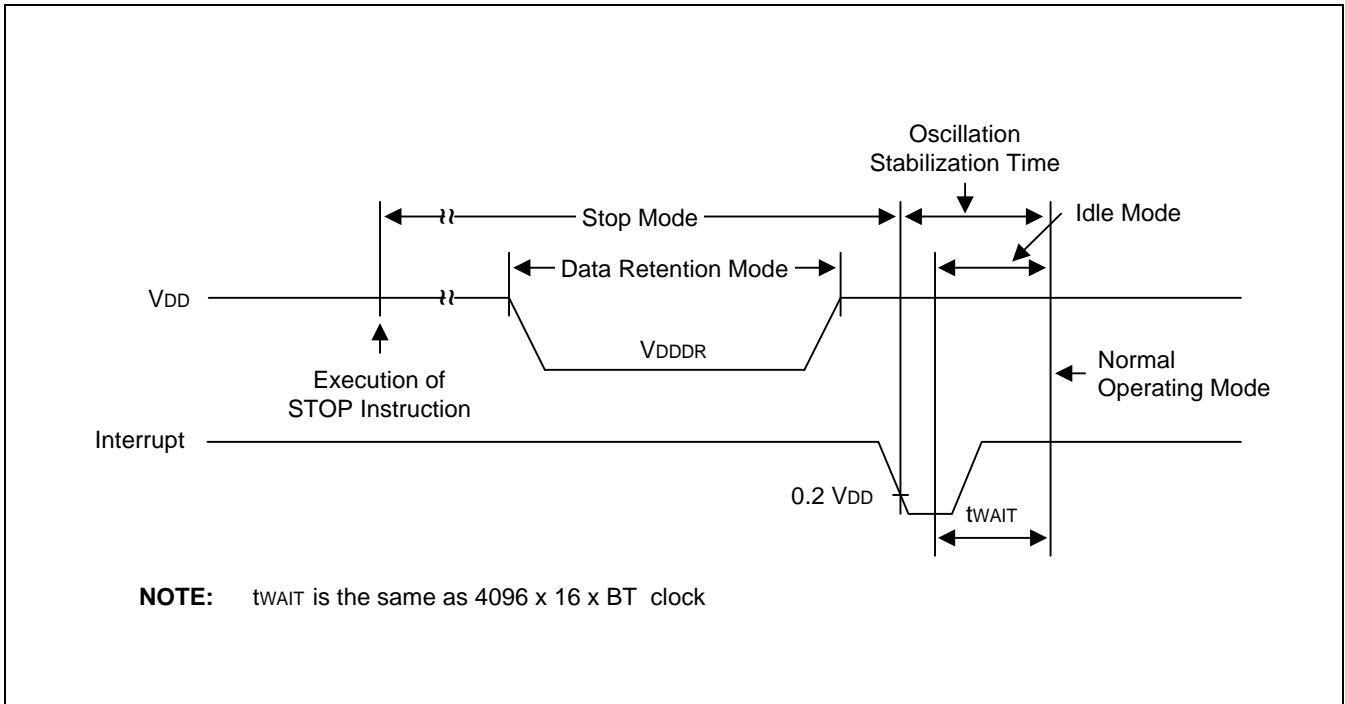 Oscillation
Stabilization Time
Stop Mode
Idle Mode
Data Retention Mode
VDD
VDDDR
Execution of
STOP Instruction
Normal
Operating Mode
Interrupt
0.2 VDD
tWAIT
NOTE: tWAIT is the same as 4096 x 16 x BT clock